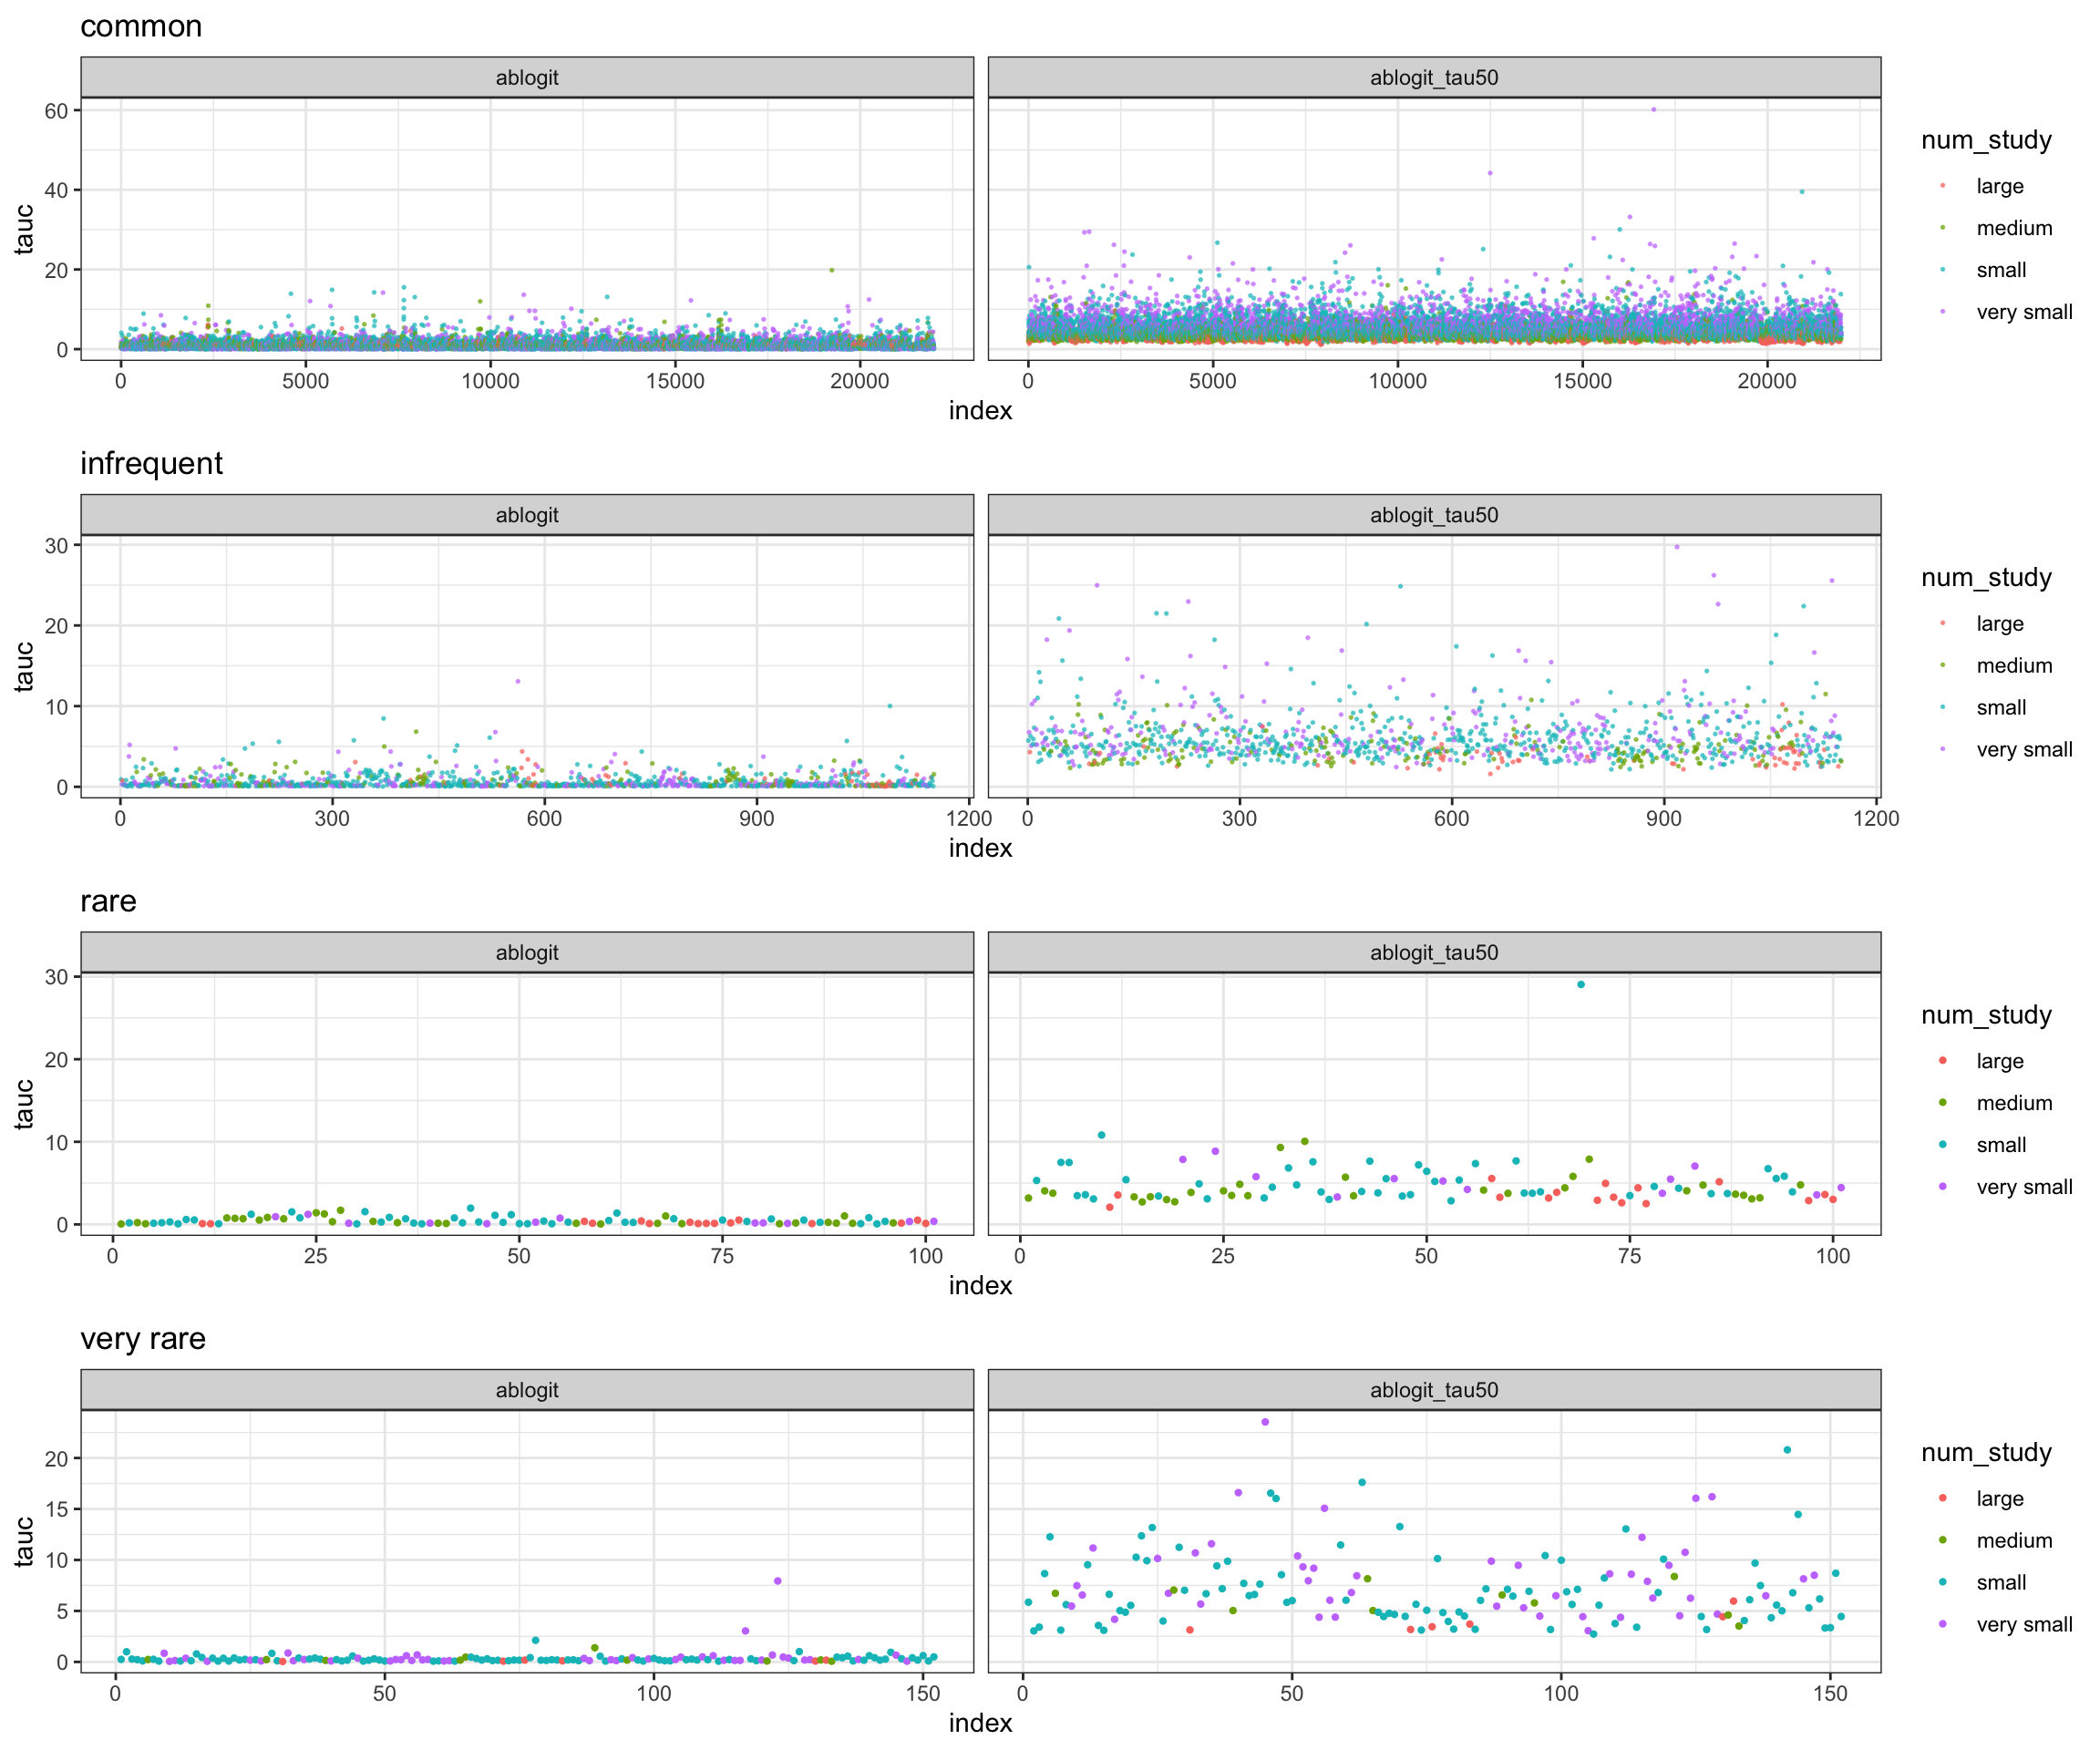 common
ablogit ablogit_tau50
60
40
20
0
tauc
0 5000 10000 15000 20000 0 5000 10000 15000 20000
index
num_study
large
medium
small
very small
infrequent
ablogit ablogit_tau50
30
20
10
0
tauc
0 300 600 900 1200 0 300 600 900 1200
index
num_study
large
medium
small
very small
rare
ablogit ablogit_tau50
30
20
10
0
tauc
0 25 50 75 100 0 25 50 75 100
index
num_study
large
medium
small
very small
very rare
ablogit ablogit_tau50
20
15
10
5
0
tauc
0 50 100 150 0 50 100 150
index
num_study
large
medium
small
very small